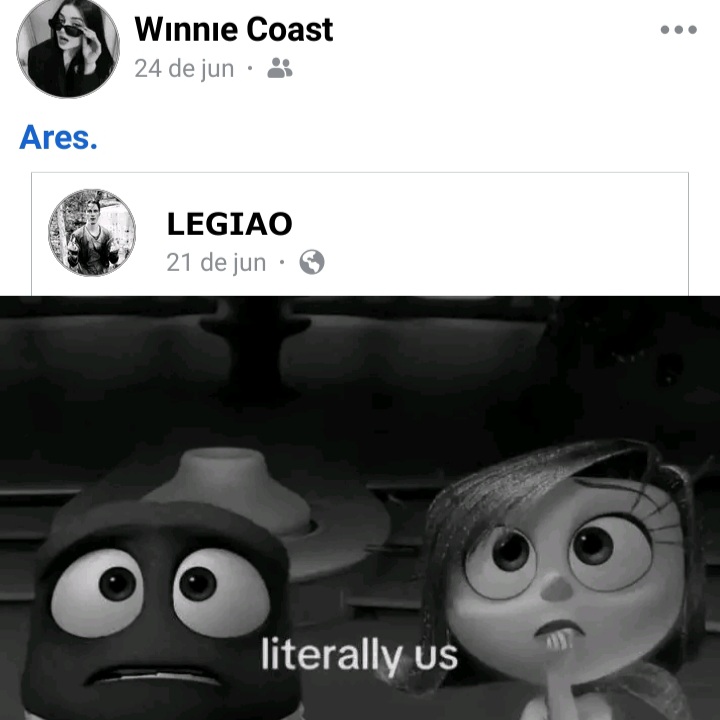 Wınnıe Coast
24 de jun ·
Ares.
LEGIAO
21 de jun ·
literally us